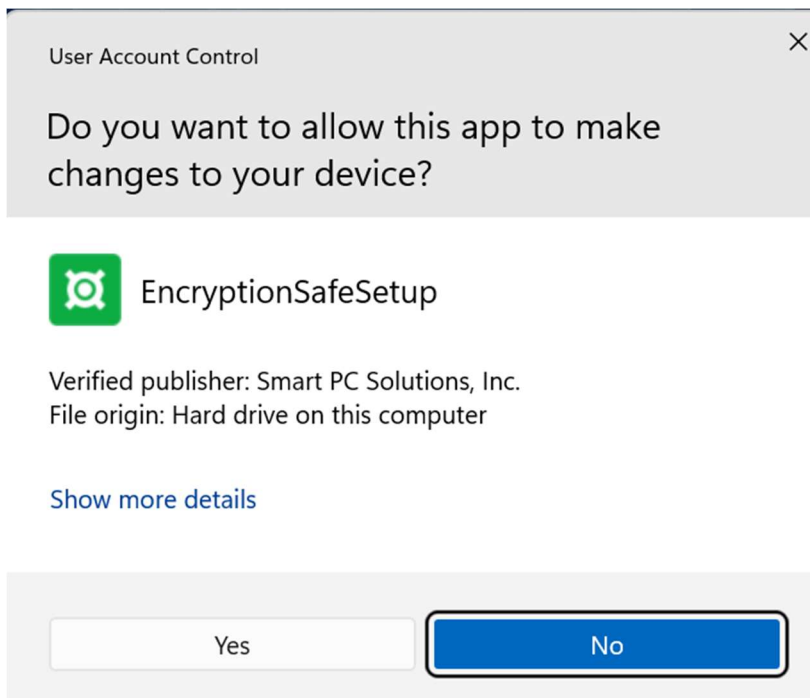 User Account Control
Do you want to allow this app to make
changes to your device?
EncryptionSafeSetup
Verified publisher: Smart PC Solutions, Inc.
File origin: Hard drive on this computer
Show more details
Yes
No